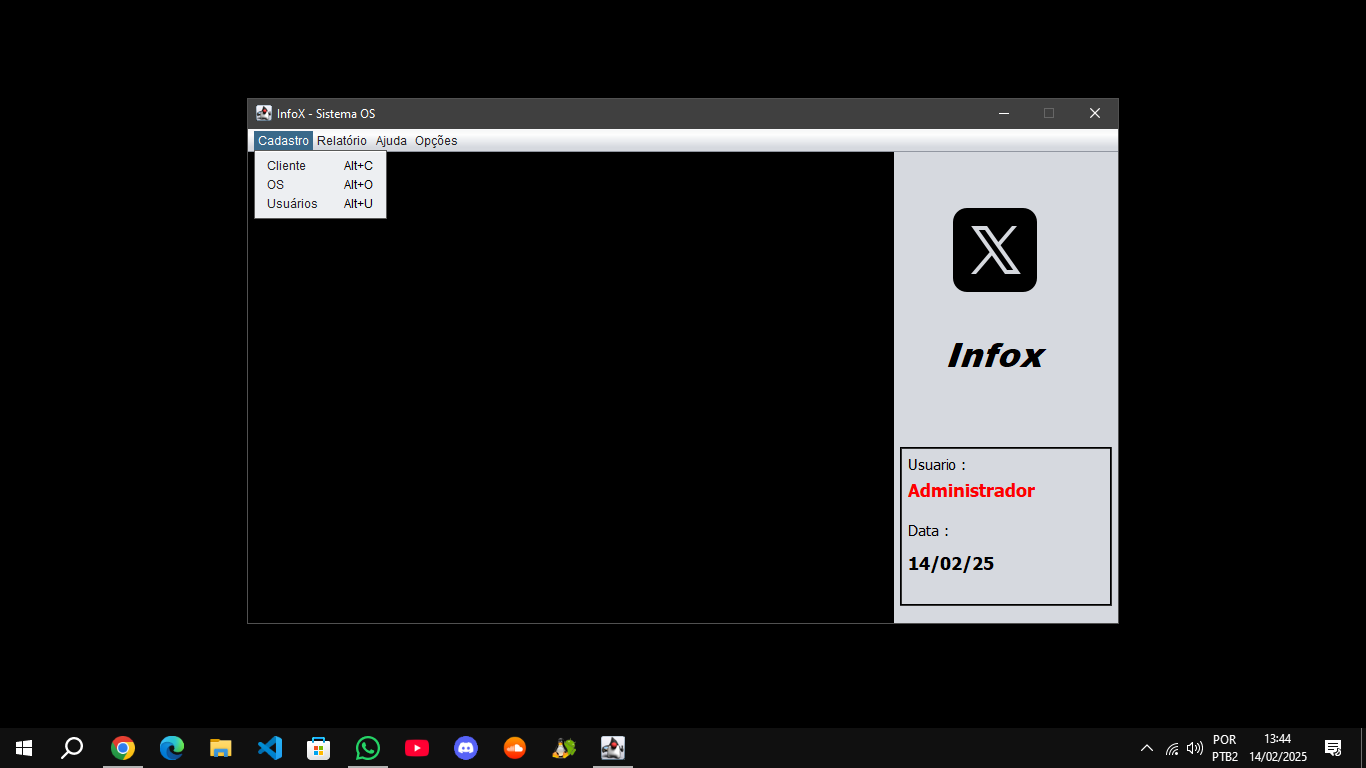 InfoX - Sistema OS
Cadastro Relatório Ajuda Opções
Cliente Alt+C
OS Alt+O
Usuários Alt+U
X
Infox
Usuario :
Administrador
Data :
14/02/25
POR 13:44
PTB2 14/02/2025